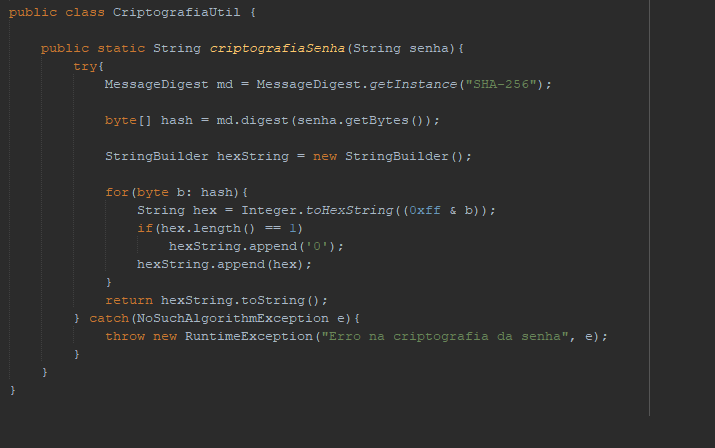 public class CriptografiaUtil {
public static String criptografiaSenha(String senha){
try{
MessageDigest md = MessageDigest.getInstance("SHA-256");
byte[] hash = md.digest(senha.getBytes());
StringBuilder hexString = new StringBuilder();
for(byte b: hash){
String hex = Integer.toHexString((0xff & b));
if(hex.length() == 1)
hexString.append('0');
hexString.append(hex);
}
return hexString.toString();
} catch(NoSuchAlgorithmException e){
throw new RuntimeException("Erro na criptografia da senha", e);
}
}
}